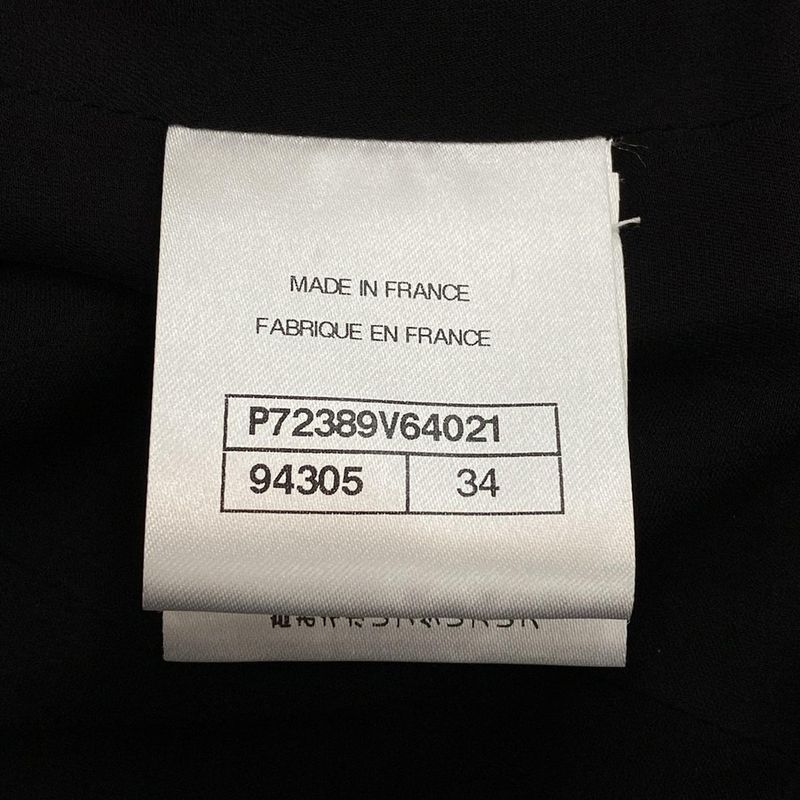 MADE IN FRANCE
FABRIQUE EN FRANCE
P72389V64021
94305 34